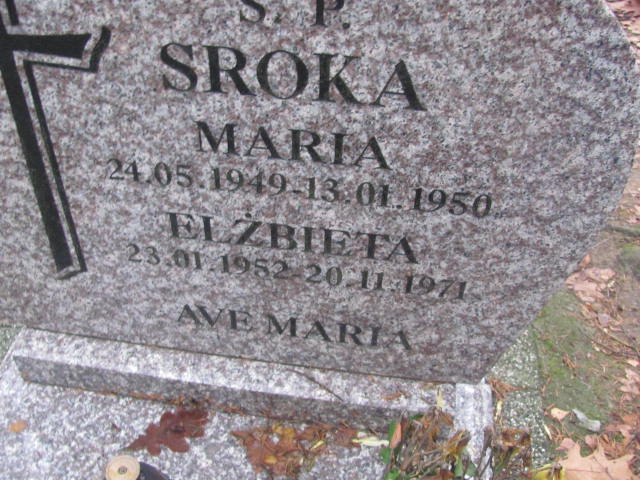 Ś. P.
SROKA
MARIA
24.05.1949-13.01.1950
ELŻBIETA
23.01.1952-20.11.1971
AVE MARIA